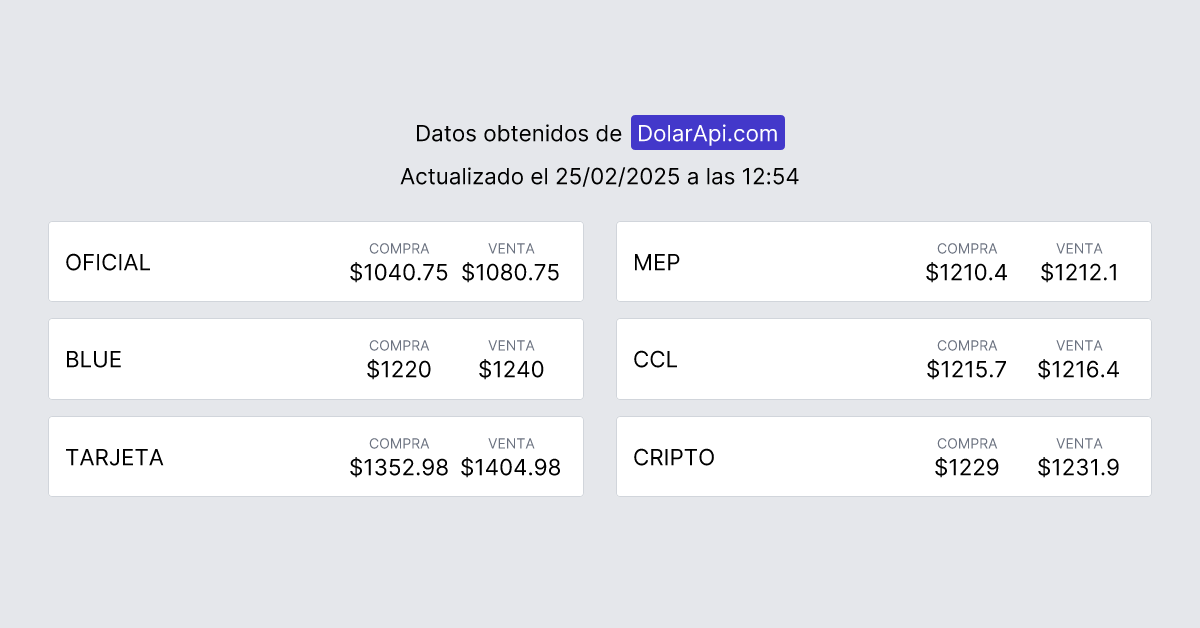 Datos obtenidos de DolarApi.com
Actualizado el 25/02/2025 a las 12:54
OFICIAL
COMPRA VENTA
$1040.75 $1080.75
MEP
COMPRA VENTA
$1210.4 $1212.1
BLUE
COMPRA VENTA
$1220 $1240
CCL
COMPRA VENTA
$1215.7 $1216.4
TARJETA
COMPRA VENTA
$1352.98 $1404.98
CRIPTO
COMPRA VENTA
$1229 $1231.9